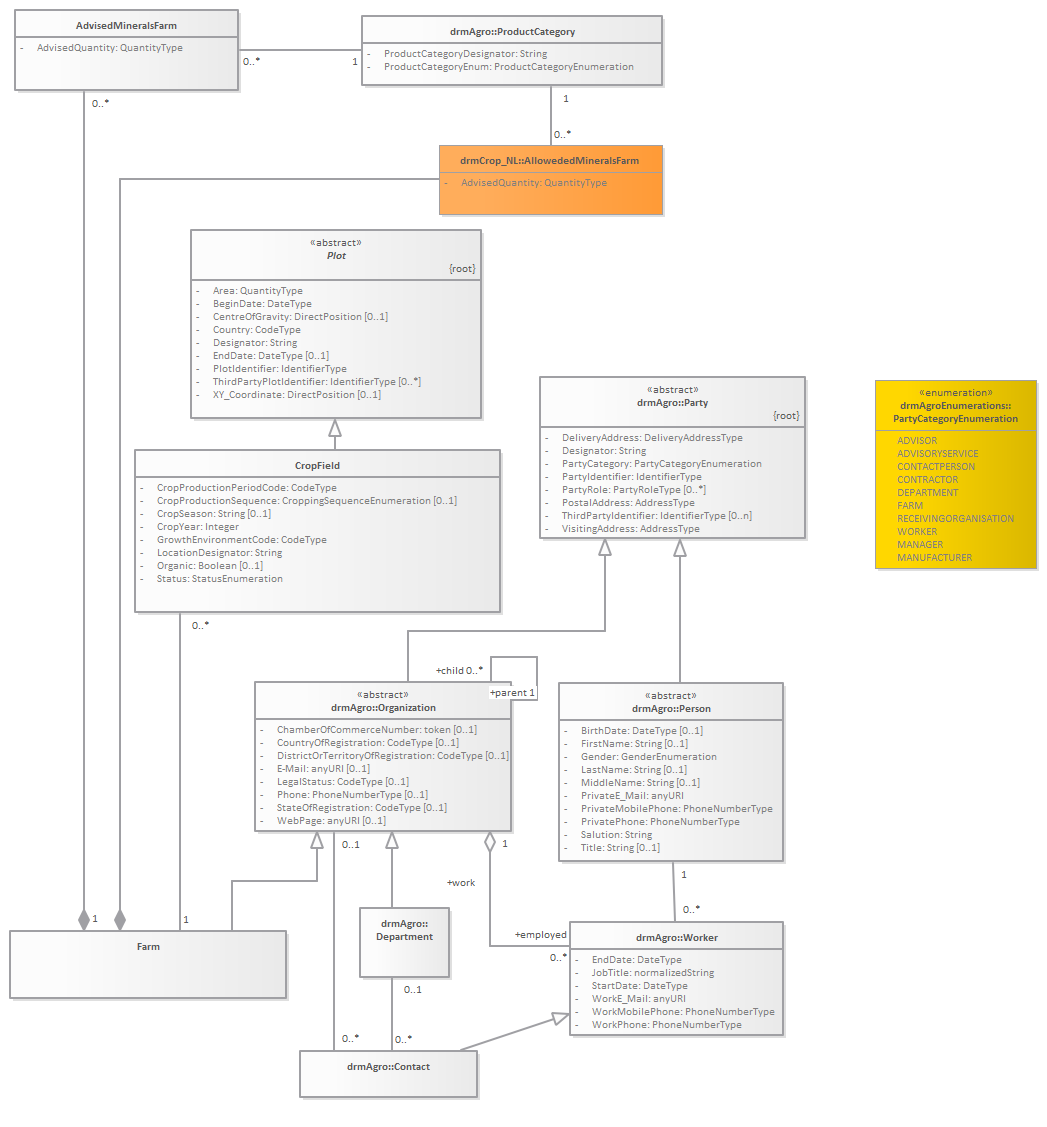 AdvisedMineralsFarm
- AdvisedQuantity: QuantityType
0..*
1
0..*
drmAgro::ProductCategory
- ProductCategoryDesignator: String
- ProductCategoryEnum: ProductCategoryEnumeration
1
0..*
drmCrop_NL::AllowededMineralsFarm
- AdvisedQuantity: QuantityType
«abstract»
Plot
{root}
- Area: QuantityType
- BeginDate: DateType
- CentreOfGravity: DirectPosition [0..1]
- Country: CodeType
- Designator: String
- EndDate: DateType [0..1]
- PlotIdentifier: IdentifierType
- ThirdPartyPlotIdentifier: IdentifierType [0..*]
- XY_Coordinate: DirectPosition [0..1]
«abstract»
drmAgro::Party
{root}
- DeliveryAddress: DeliveryAddressType
- Designator: String
- PartyCategory: PartyCategoryEnumeration
- PartyIdentifier: IdentifierType
- PartyRole: PartyRoleType [0..*]
- PostalAddress: AddressType
- ThirdPartyIdentifier: IdentifierType [0..n]
- VisitingAddress: AddressType
«enumeration»
drmAgroEnumerations::
PartyCategoryEnumeration
ADVISOR
ADVISORYSERVICE
CONTACTPERSON
CONTRACTOR
DEPARTMENT
FARM
RECEIVINGORGANISATION
WORKER
MANAGER
MANUFACTURER
CropField
- CropProductionPeriodCode: CodeType
- CropProductionSequence: CroppingSequenceEnumeration [0..1]
- CropSeason: String [0..1]
- CropYear: Integer
- GrowthEnvironmentCode: CodeType
- LocationDesignator: String
- Organic: Boolean [0..1]
- Status: StatusEnumeration
0..*
+child 0..*
+parent 1
«abstract»
drmAgro::Organization
- ChamberOfCommerceNumber: token [0..1]
- CountryOfRegistration: CodeType [0..1]
- DistrictOrTerritoryOfRegistration: CodeType [0..1]
- E-Mail: anyURI [0..1]
- LegalStatus: CodeType [0..1]
- Phone: PhoneNumberType [0..1]
- StateOfRegistration: CodeType [0..1]
- WebPage: anyURI [0..1]
«abstract»
drmAgro::Person
- BirthDate: DateType [0..1]
- FirstName: String [0..1]
- Gender: GenderEnumeration
- LastName: String [0..1]
- MiddleName: String [0..1]
- PrivateE_Mail: anyURI
- PrivateMobilePhone: PhoneNumberType
- PrivatePhone: PhoneNumberType
- Salution: String
- Title: String [0..1]
0..1
1
+work
1
0..*
1
1
Farm
drmAgro::
Department
+employed
0..*
drmAgro::Worker
- EndDate: DateType
- JobTitle: normalizedString
- StartDate: DateType
- WorkE_Mail: anyURI
- WorkMobilePhone: PhoneNumberType
- WorkPhone: PhoneNumberType
0..1
0..*
0..*
drmAgro::Contact